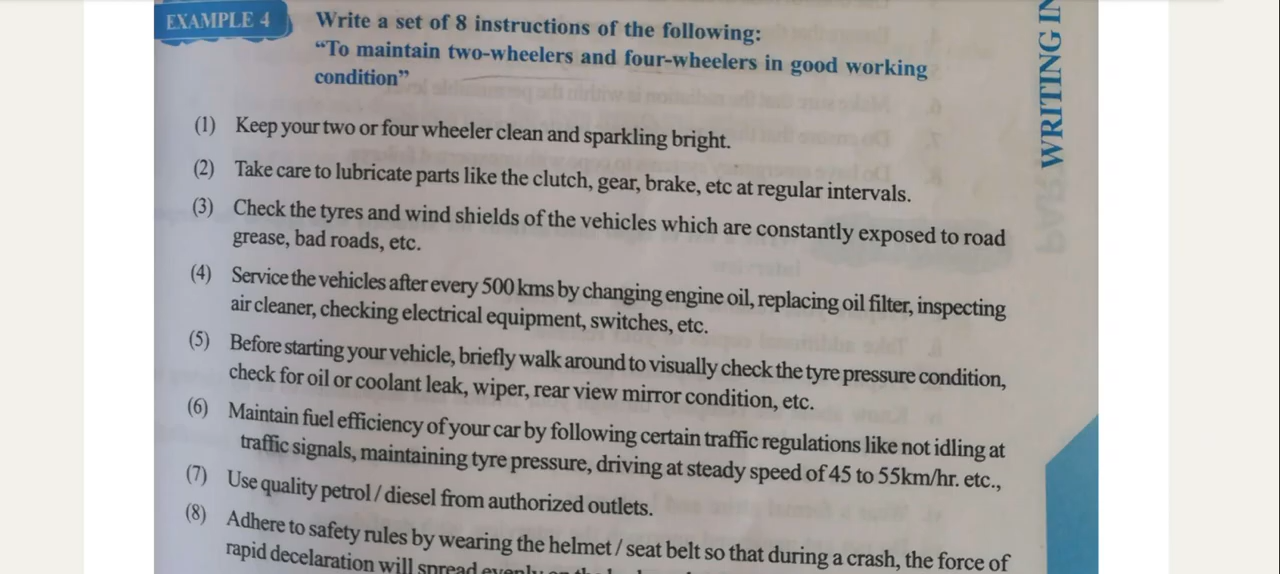 EXAMPLE 4
Write a set of 8 instructions of the following:
“To maintain two-wheelers and four-wheelers in good working
condition”
(1) Keep your two or four wheeler clean and sparkling bright.
(2) Take care to lubricate parts like the clutch, gear, brake, etc at regular intervals.
(3) Check the tyres and wind shields of the vehicles which are constantly exposed to road
grease, bad roads, etc.
(4) Service the vehicles after every 500 kms by changing engine oil, replacing oil filter, inspecting
air cleaner, checking electrical equipment, switches, etc.
(5) Before starting your vehicle, briefly walk around to visually check the tyre pressure condition,
check for oil or coolant leak, wiper, rear view mirror condition, etc.
(6) Maintain fuel efficiency of your car by following certain traffic regulations like not idling at
traffic signals, maintaining tyre pressure, driving at steady speed of 45 to 55km/hr. etc.,
(7) Use quality petrol / diesel from authorized outlets.
(8) Adhere to safety rules by wearing the helmet / seat belt so that during a crash, the force of
rapid decelaration will spread evenly
WRITING